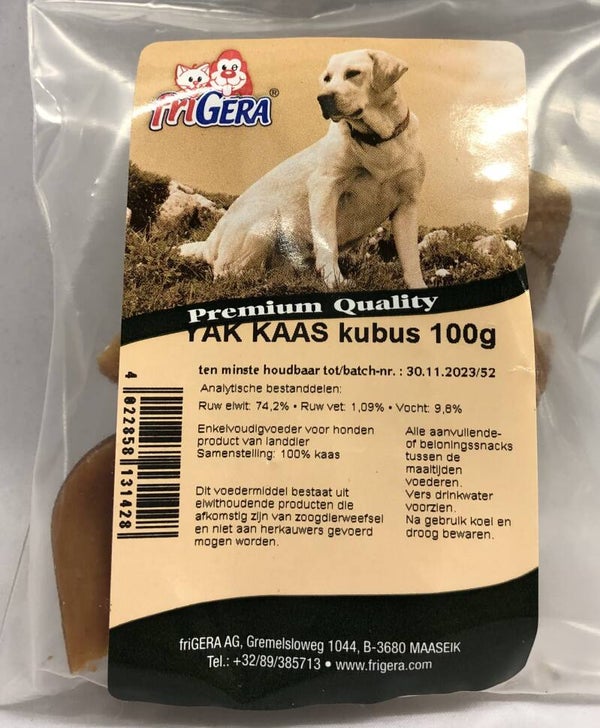 friGERA®
Premium Quality
YAK KAAS kubus 100g
ten minste houdbaar tot/batch-nr. : 30.11.2023/52
Analytische bestanddelen:
Ruw eiwit: 74,2% • Ruw vet: 1,09% • Vocht: 9,8%
Enkelvoudigvoeder voor honden
product van landdier
Samenstelling: 100% kaas
Dit voedermiddel bestaat uit
eiwithoudende producten die
afkomstig zijn van zoogdierweefsel
en niet aan herkauwers gevoerd
mogen worden.
Alle aanvullende-
of beloningssnacks
tussen de
maaltijden
voederen.
Vers drinkwater
voorzien.
Na gebruik koel en
droog bewaren.
4 022858 131428
friGERA AG, Gremelsloweg 1044, B-3680 MAASEIK
Tel.: +32/89/385713 • www.frigera.com